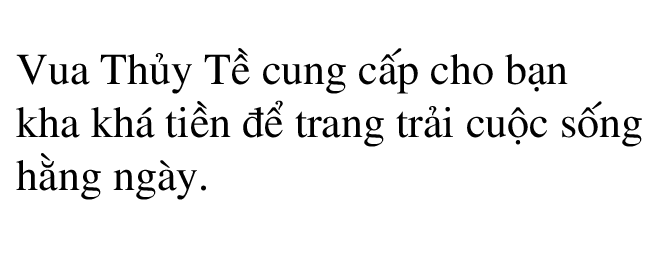 Vua Thủy Tề cung cấp cho bạn
kha khá tiền để trang trải cuộc sống
hằng ngày.